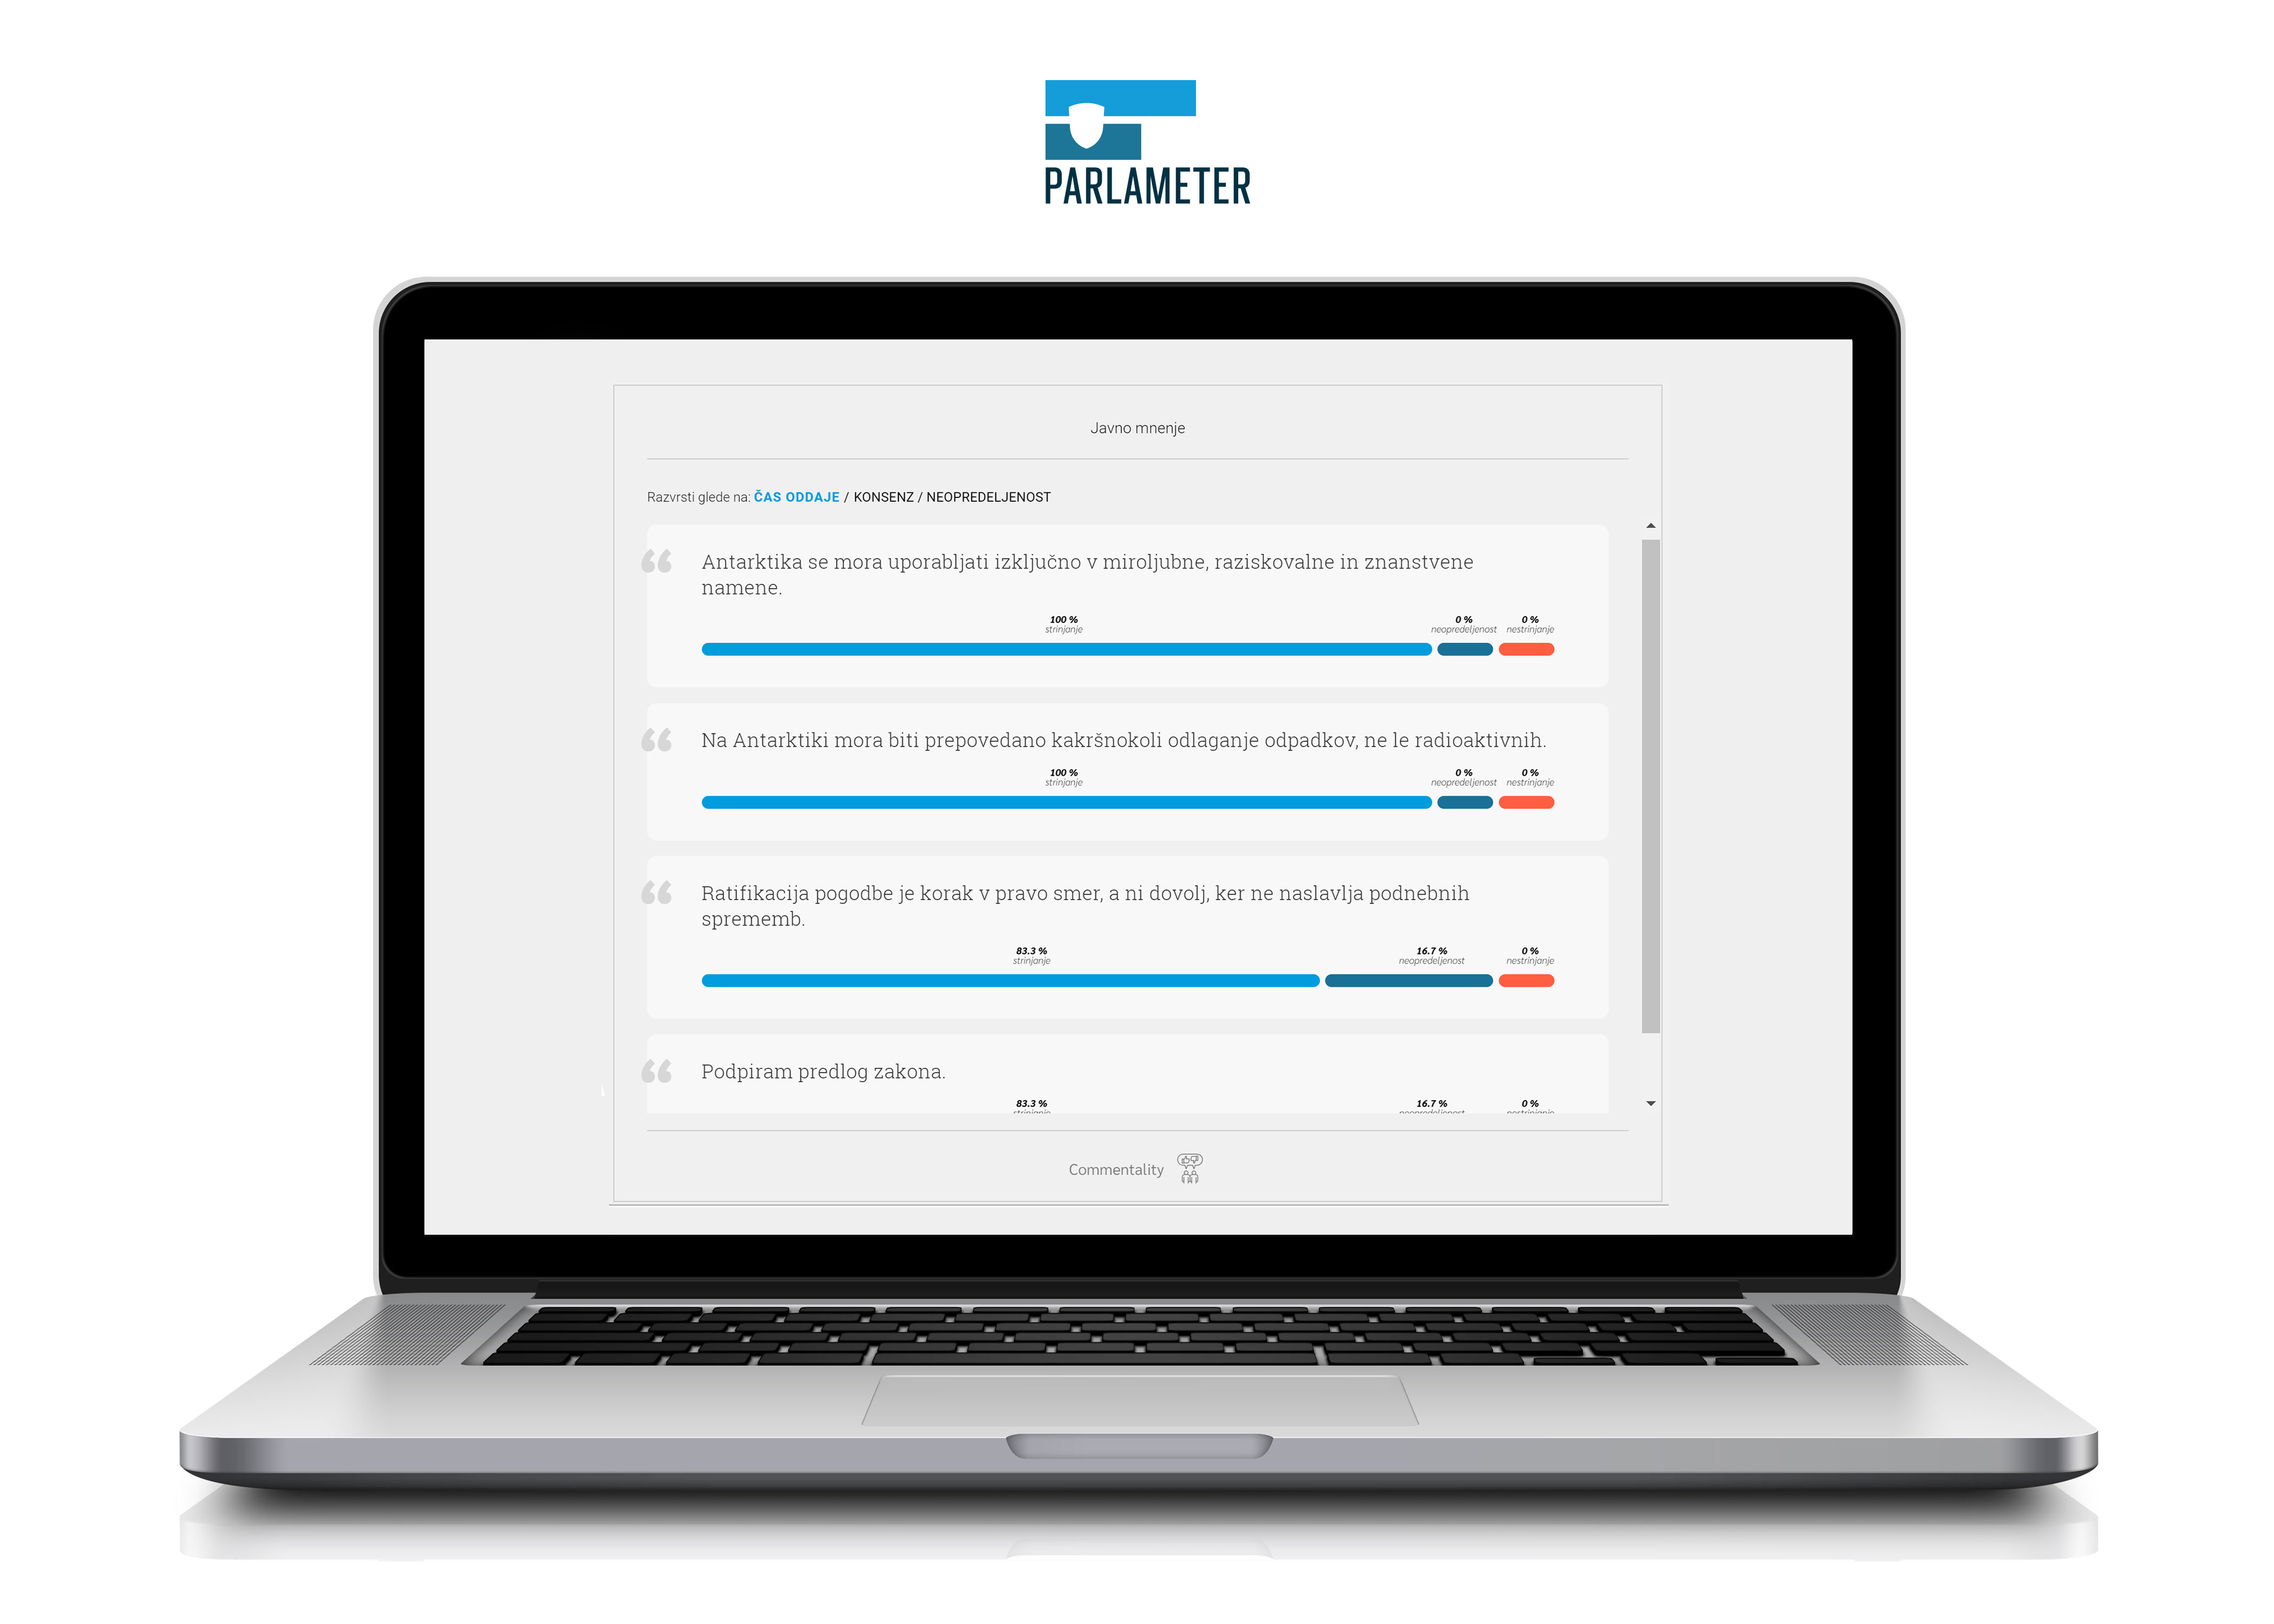 PARLAMETER
Javno mnenje
Razvrsti glede na: ČAS ODDAJE / KONSENZ / NEOPREDELJENOST
Antarktika se mora uporabljati izključno v miroljubne, raziskovalne in znanstvene
namene.
100 % 0 % 0 %
strinjanje neopredeljenost nestrinjanje
Na Antarktiki mora biti prepovedano kakršnokoli odlaganje odpadkov, ne le radioaktivnih.
100 % 0 % 0 %
strinjanje neopredeljenost nestrinjanje
Ratifikacija pogodbe je korak v pravo smer, a ni dovolj, ker ne naslavlja podnebnih
sprememb.
83.3 % 16.7 % 0 %
strinjanje neopredeljenost nestrinjanje
Podpiram predlog zakona.
83.3 % 16.7 % 0 %
strinjanje neopredeljenost nestrinjanje
Commentality